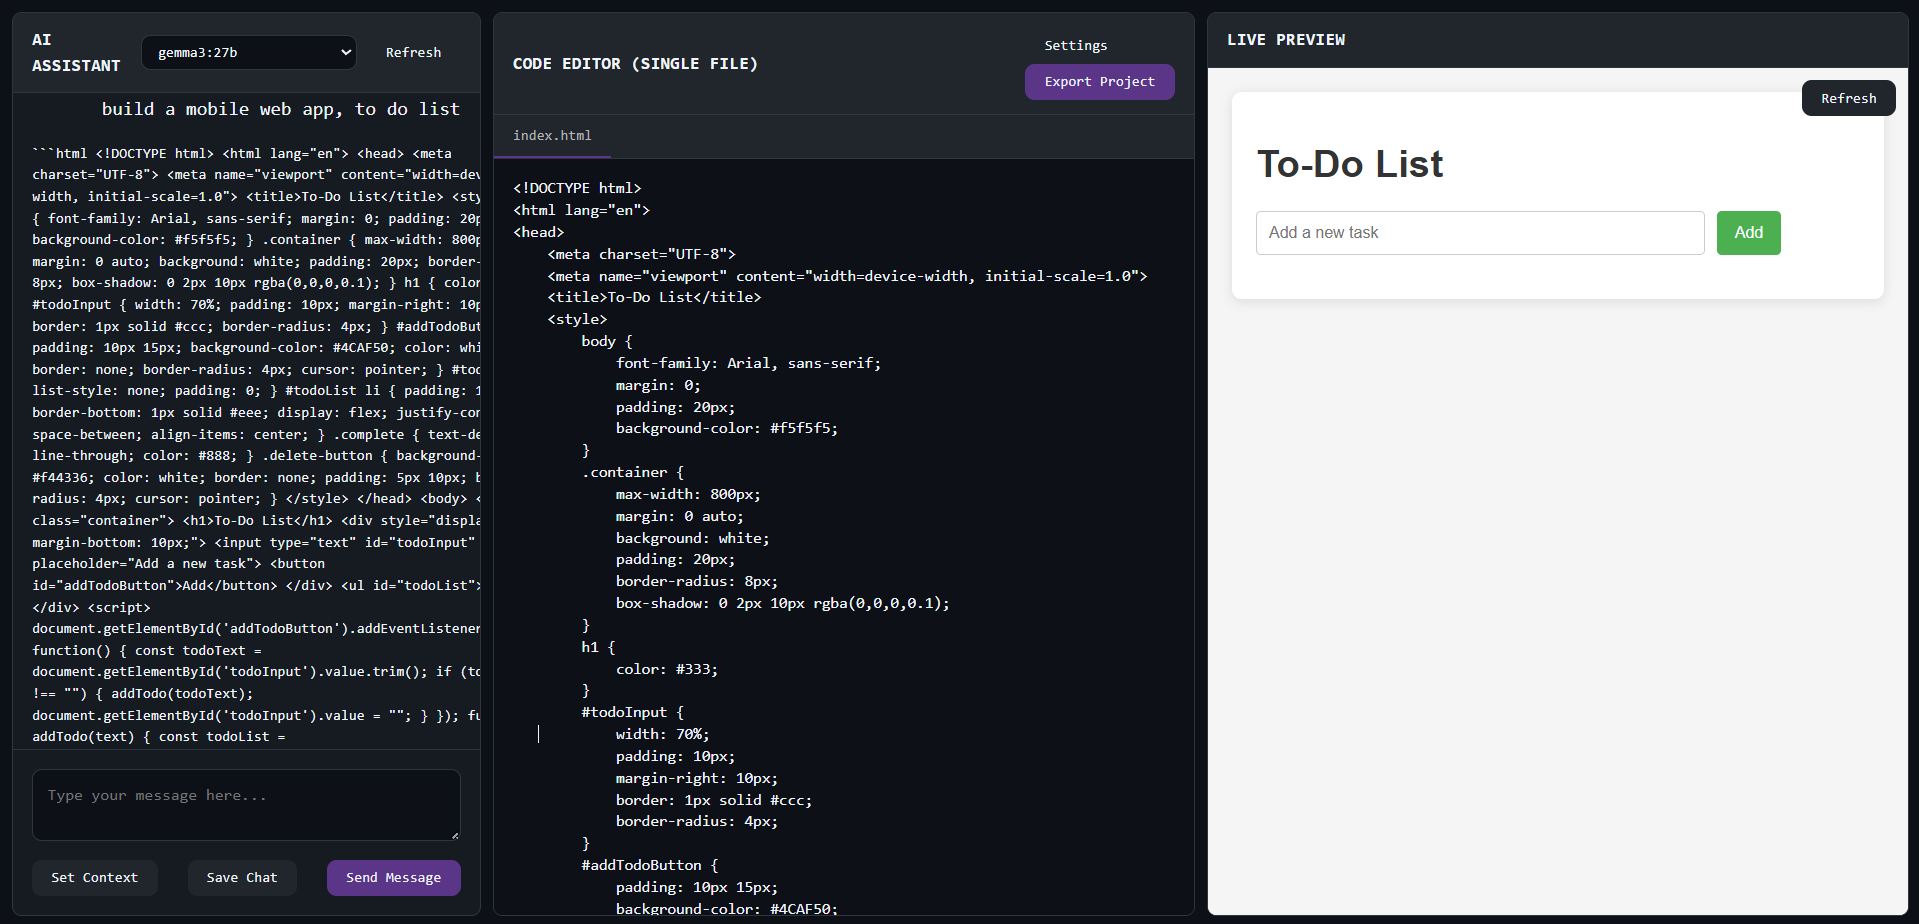 AI
ASSISTANT
gemma3:27b
Refresh
build a mobile web app, to do list
```html <!DOCTYPE html> <html lang="en"> <head> <meta
charset="UTF-8"> <meta name="viewport" content="width=dev
width, initial-scale=1.0"> <title>To-Do List</title> <sty
{ font-family: Arial, sans-serif; margin: 0; padding: 20p
background-color: #f5f5f5; } .container { max-width: 800p
margin: 0 auto; background: white; padding: 20px; border-
8px; box-shadow: 0 2px 10px rgba(0,0,0,0.1); } h1 { color
#todoInput { width: 70%; padding: 10px; margin-right: 10p
border: 1px solid #ccc; border-radius: 4px; } #addTodoBut
padding: 10px 15px; background-color: #4CAF50; color: whi
border: none; border-radius: 4px; cursor: pointer; } #tod
list-style: none; padding: 0; } #todoList li { padding: 1
border-bottom: 1px solid #eee; display: flex; justify-con
space-between; align-items: center; } .complete { text-de
line-through; color: #888; } .delete-button { background-
#f44336; color: white; border: none; padding: 5px 10px; b
radius: 4px; cursor: pointer; } </style> </head> <body> <
class="container"> <h1>To-Do List</h1> <div style="displa
margin-bottom: 10px;"> <input type="text" id="todoInput"
placeholder="Add a new task"> <button
id="addTodoButton">Add</button> </div> <ul id="todoList">
</div> <script>
document.getElementById('addTodoButton').addEventListener
function() { const todoText =
document.getElementById('todoInput').value.trim(); if (to
!== "") { addTodo(todoText);
document.getElementById('todoInput').value = ""; } }); fu
addTodo(text) { const todoList =
Type your message here...
Set Context
Save Chat
Send Message
CODE EDITOR (SINGLE FILE)
Settings
Export Project
index.html
<!DOCTYPE html>
<html lang="en">
<head>
<meta charset="UTF-8">
<meta name="viewport" content="width=device-width, initial-scale=1.0">
<title>To-Do List</title>
<style>
body {
font-family: Arial, sans-serif;
margin: 0;
padding: 20px;
background-color: #f5f5f5;
}
.container {
max-width: 800px;
margin: 0 auto;
background: white;
padding: 20px;
border-radius: 8px;
box-shadow: 0 2px 10px rgba(0,0,0,0.1);
}
h1 {
color: #333;
}
#todoInput {
width: 70%;
padding: 10px;
margin-right: 10px;
border: 1px solid #ccc;
border-radius: 4px;
}
#addTodoButton {
padding: 10px 15px;
background-color: #4CAF50;
LIVE PREVIEW
Refresh
To-Do List
Add a new task
Add